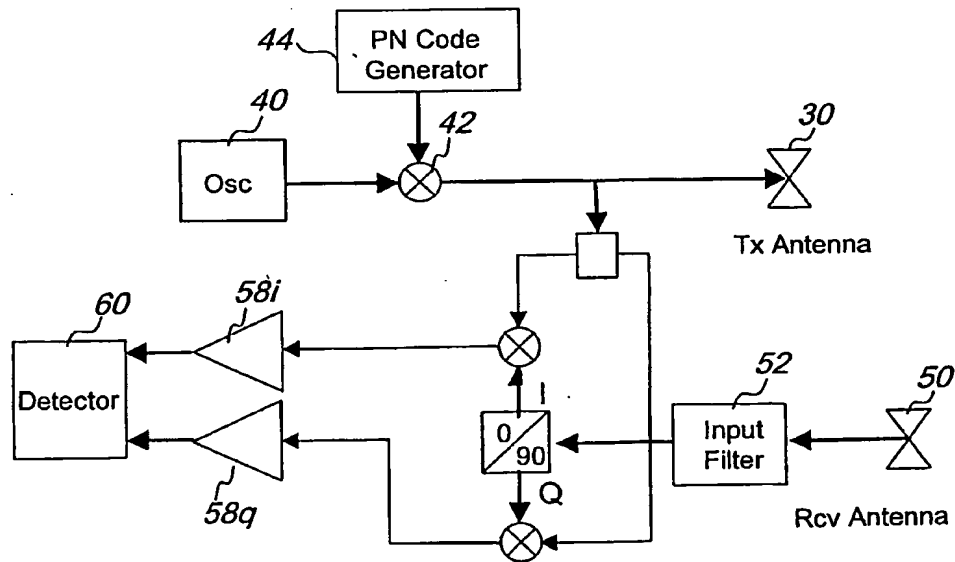 44
PN Code
Generator
40
42
30
Osc
Tx Antenna
58i
60
52
50
Detector
I
0
90
Input
Filter
Q
58q
Rcv Antenna